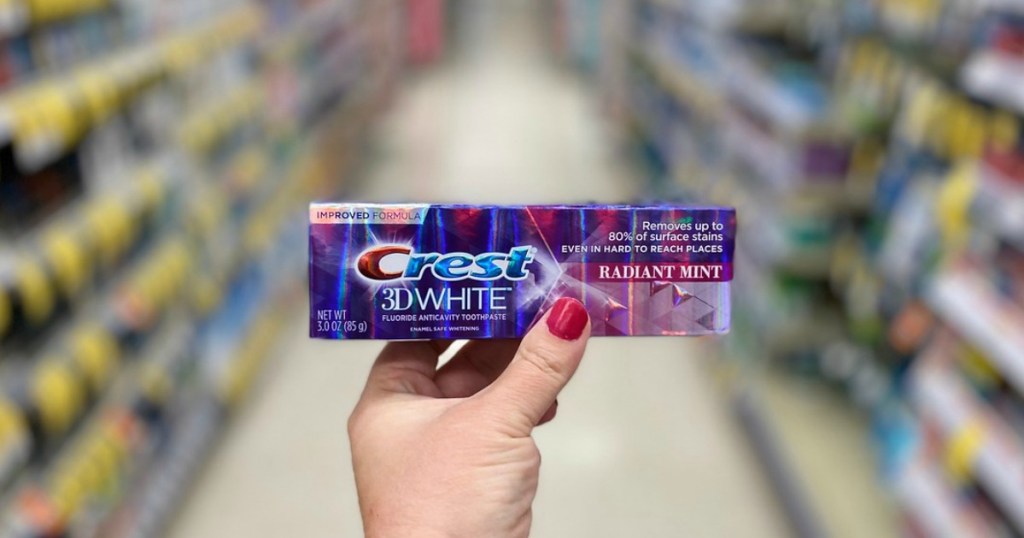 IMPROVED FORMULA
Crest
3D WHITE™
FLUORIDE ANTICAVITY TOOTHPASTE
ENAMEL SAFE WHITENING
NET WT
3.0 OZ (85 g)
Removes up to
80% of surface stains
EVEN IN HARD TO REACH PLACES
RADIANT MINT